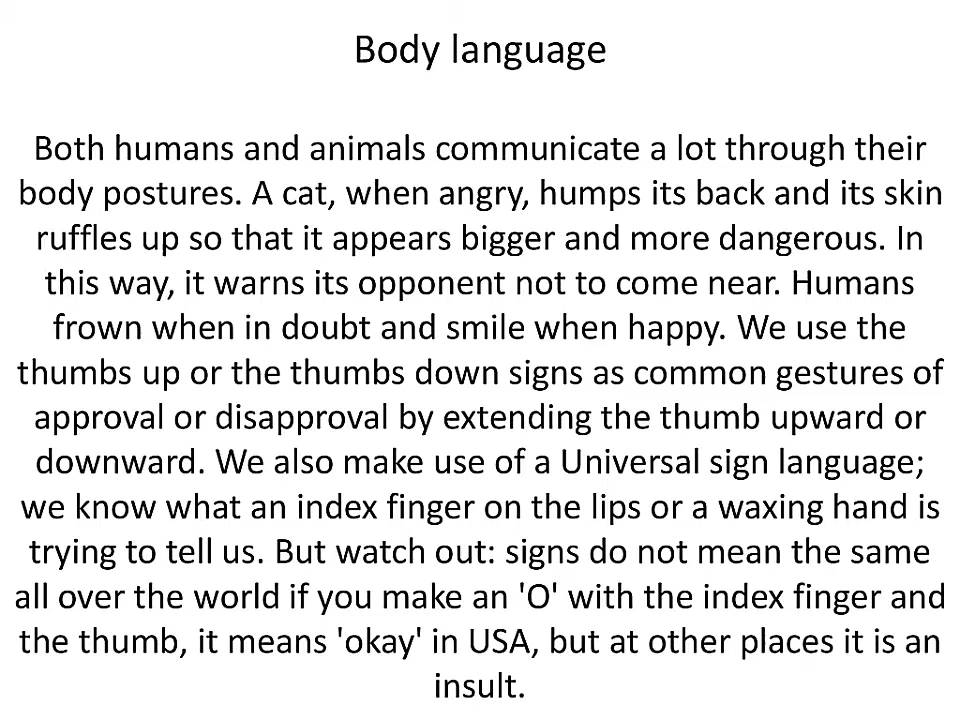 Body language
Both humans and animals communicate a lot through their
body postures. A cat, when angry, humps its back and its skin
ruffles up so that it appears bigger and more dangerous. In
this way, it warns its opponent not to come near. Humans
frown when in doubt and smile when happy. We use the
thumbs up or the thumbs down signs as common gestures of
approval or disapproval by extending the thumb upward or
downward. We also make use of a Universal sign language;
we know what an index finger on the lips or a waxing hand is
trying to tell us. But watch out: signs do not mean the same
all over the world if you make an 'O' with the index finger and
the thumb, it means 'okay' in USA, but at other places it is an
insult.